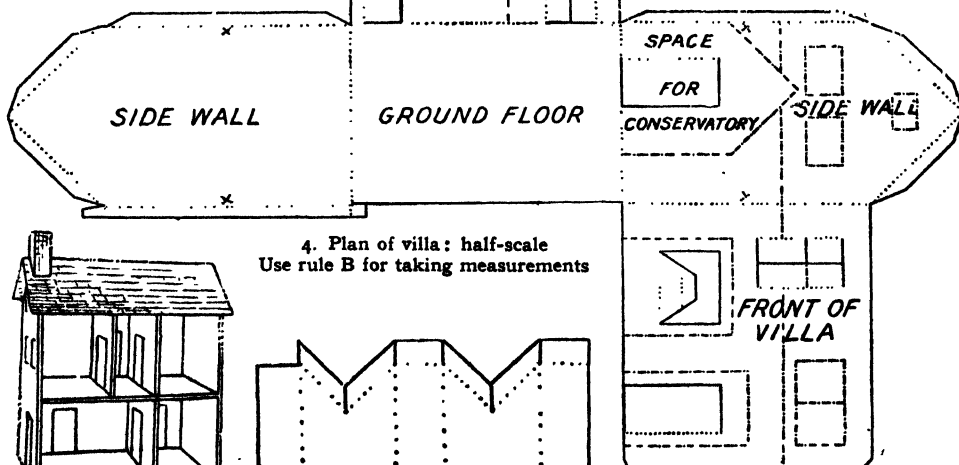 SPACE
FOR
CONSERVATORY
SIDE WALL
GROUND FLOOR
SIDE WALL
4. Plan of villa: half-scale
Use rule B for taking measurements
FRONT OF
VILLA